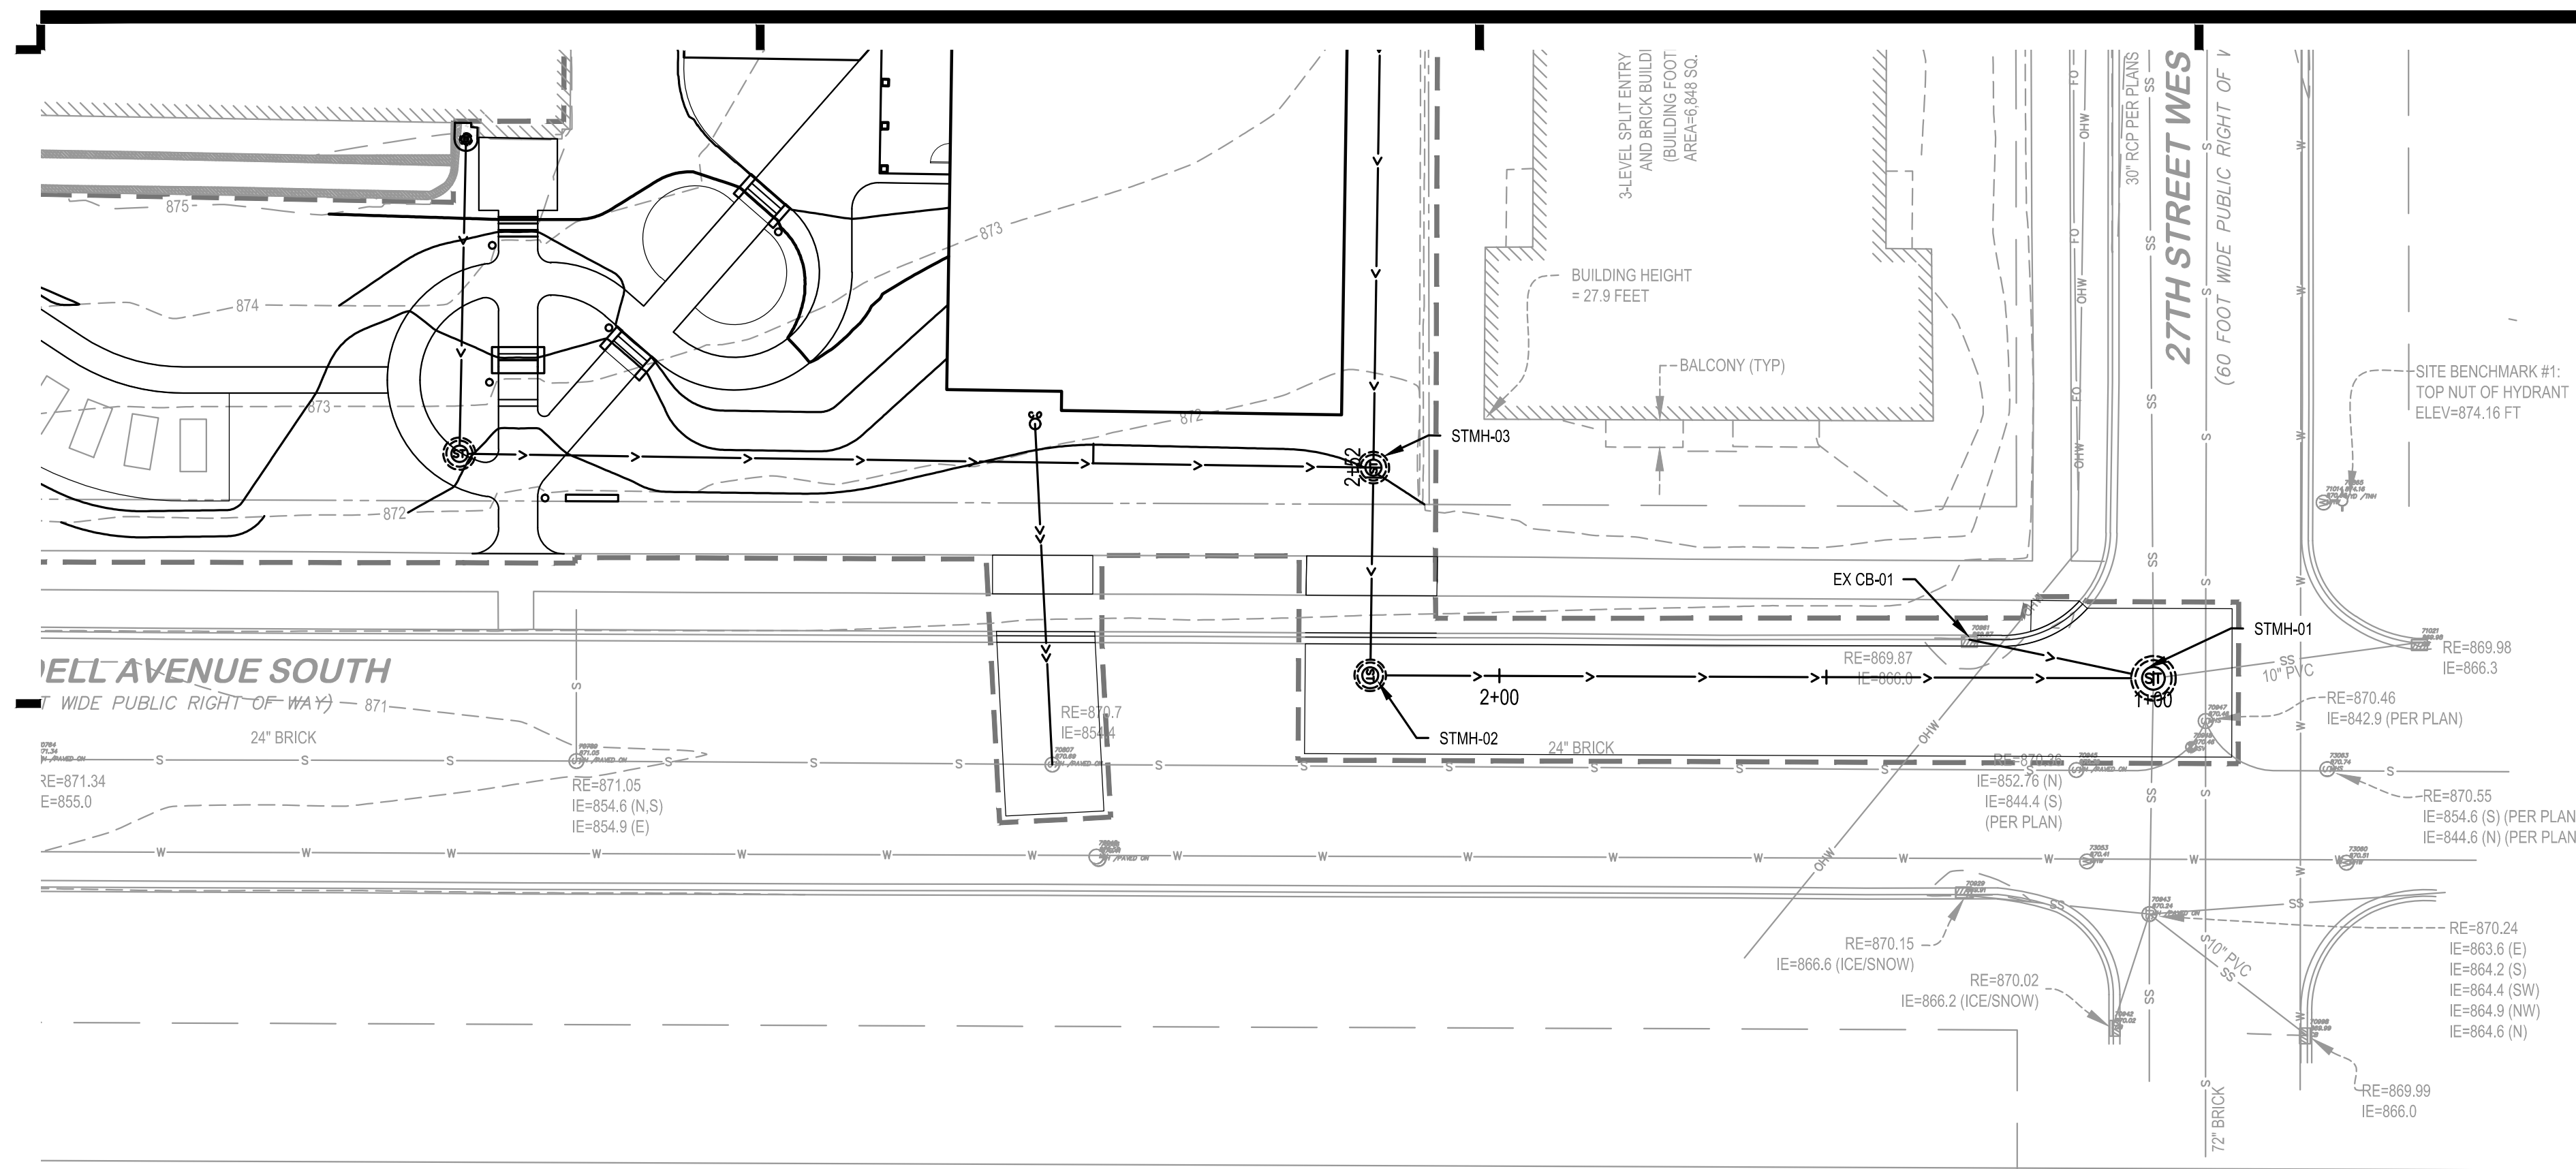 3-LEVEL SPLIT ENTRY
AND BRICK BUILDI
(BUILDING FOOT
AREA=6,848 SQ.
FO
OHW
30" RCP PER PLANS
SS
27TH STREET WES
(60 FOOT WIDE PUBLIC RIGHT OF W
S
W
875
874
873
873
872
872
BUILDING HEIGHT
= 27.9 FEET
BALCONY (TYP)
SITE BENCHMARK #1:
TOP NUT OF HYDRANT
ELEV=874.16 FT
STMH-03
2+52
ST
EX CB-01
STMH-01
1+00
2+00
STMH-02
RE=869.87
IE=866.0
10" PVC
RE=869.98
IE=866.3
RE=870.46
IE=842.9 (PER PLAN)
DELL AVENUE SOUTH
T WIDE PUBLIC RIGHT OF WAY)
871
24" BRICK
24" BRICK
RE=870.7
IE=854.4
RE=871.34
E=855.0
RE=871.05
IE=854.6 (N,S)
IE=854.9 (E)
IE=852.76 (N)
IE=844.4 (S)
(PER PLAN)
RE=870.55
IE=854.6 (S) (PER PLAN
IE=844.6 (N) (PER PLAN
RE=870.15
IE=866.6 (ICE/SNOW)
RE=870.02
IE=866.2 (ICE/SNOW)
10" PVC
RE=870.24
IE=863.6 (E)
IE=864.2 (S)
IE=864.4 (SW)
IE=864.9 (NW)
IE=864.6 (N)
RE=869.99
IE=866.0
72" BRICK